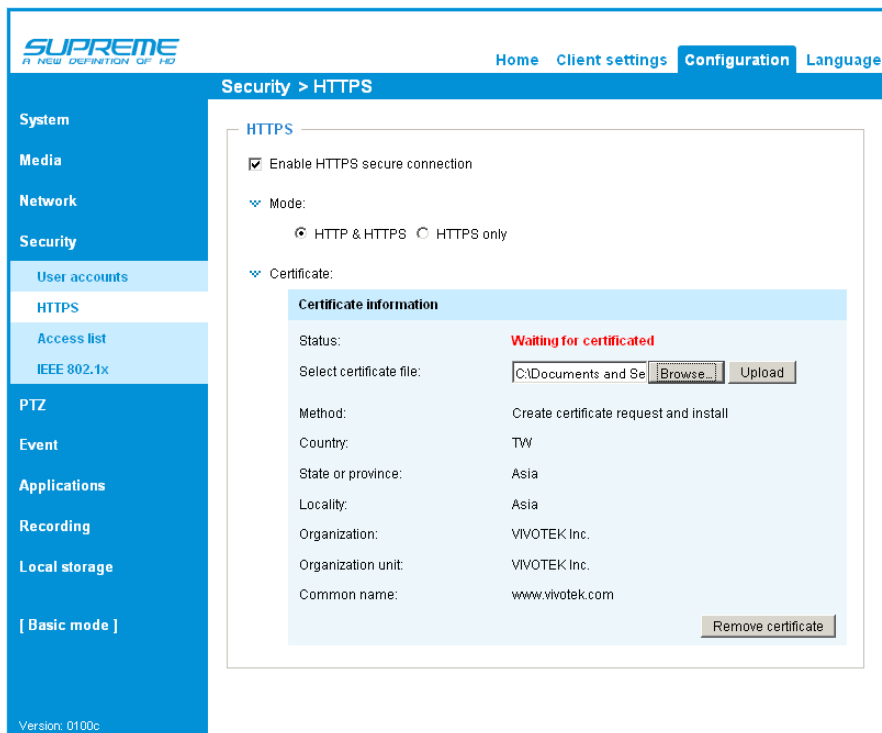 SUPREME
A NEW DEFINITION OF HD
Home Client settings Configuration Language
Security > HTTPS
System
Media
Network
Security
User accounts
HTTPS
Access list
IEEE 802.1x
PTZ
Event
Applications
Recording
Local storage
[ Basic mode ]
Version: 0100c
HTTPS
Enable HTTPS secure connection
Mode:
HTTP & HTTPS HTTPS only
Certificate:
Certificate information
Status: Waiting for certificated
Select certificate file: C:\Documents and Se Browse... Upload
Method: Create certificate request and install
Country: TW
State or province: Asia
Locality: Asia
Organization: VIVOTEK Inc.
Organization unit: VIVOTEK Inc.
Common name: www.vivotek.com
Remove certificate